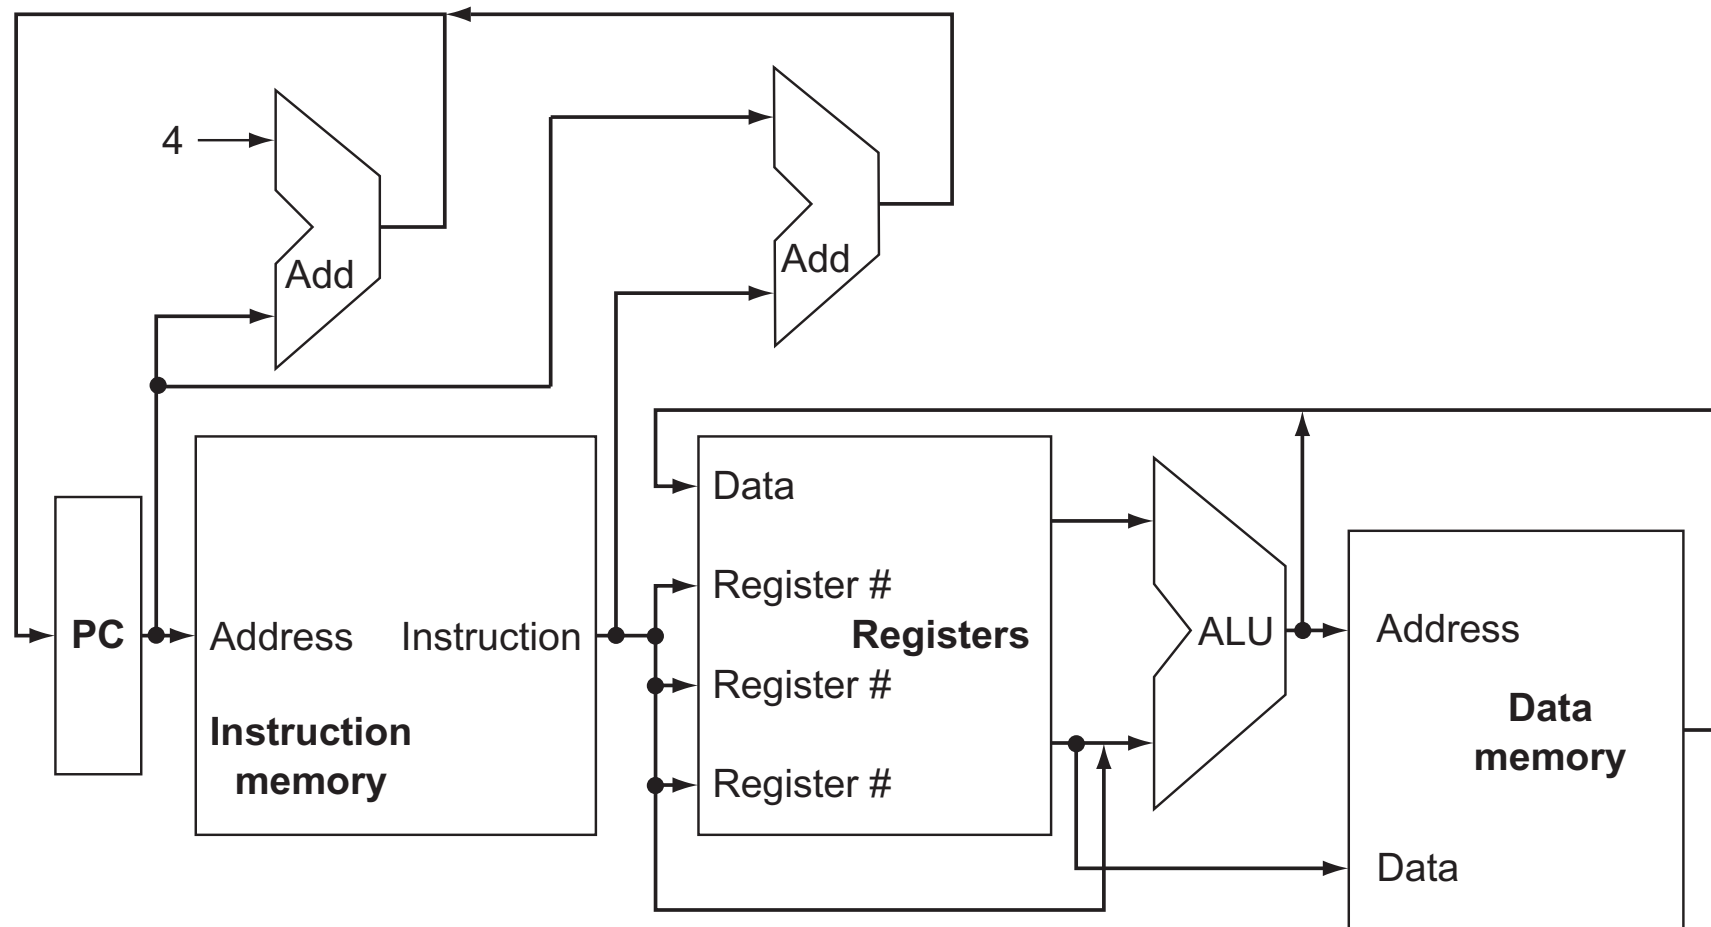 4
Add
Add
Data
Register #
PC
Address
Instruction
Registers
ALU
Address
Register #
Instruction
memory
Data
memory
Register #
Data